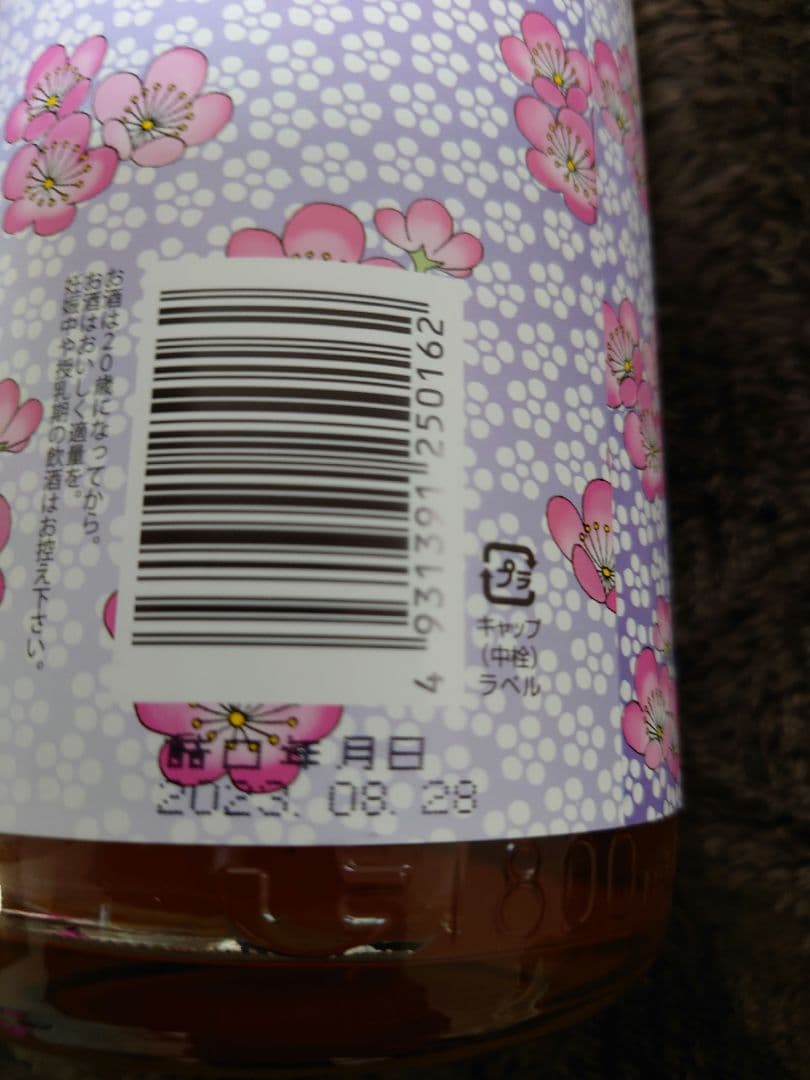 お酒は20歳になってから。
お酒はおいしく適量を。
妊娠中や授乳期の飲酒はお控え下さい。
4 931391 250162
プラ
キャップ
(中栓)
ラベル
詰口年月日
2023. 08. 28
1800